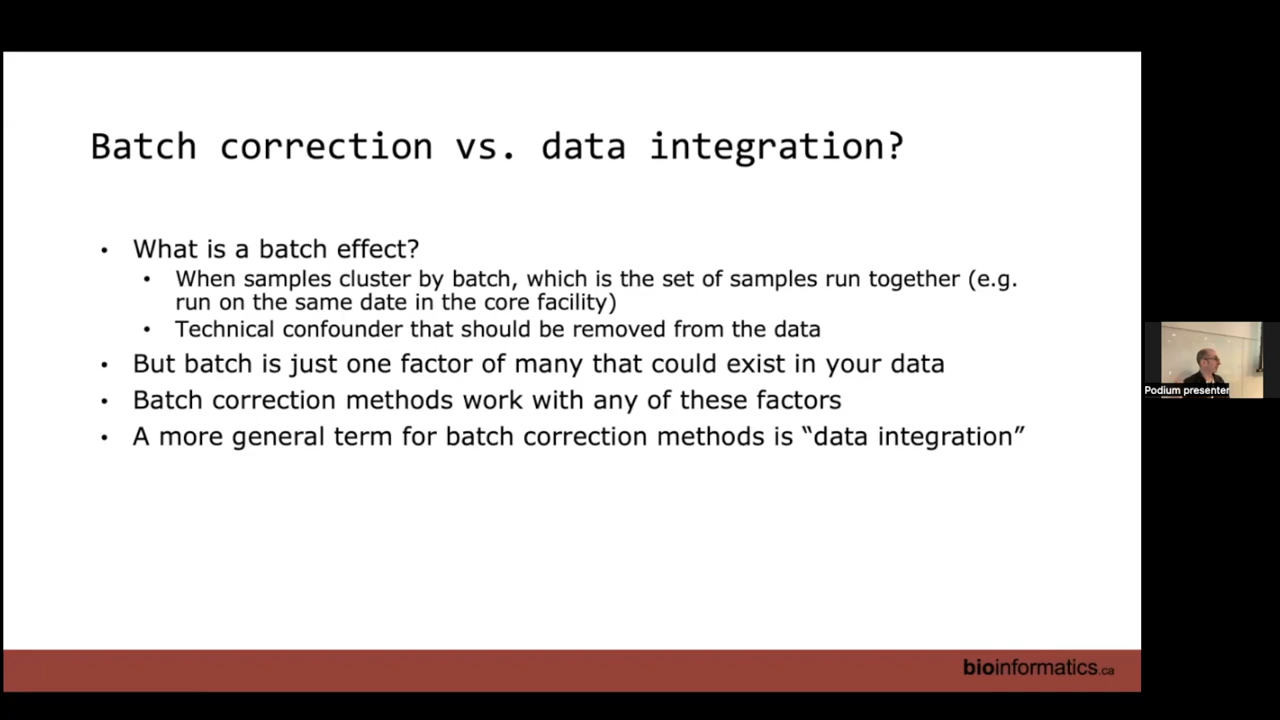 Batch correction vs. data integration?
• What is a batch effect?
• When samples cluster by batch, which is the set of samples run together (e.g.
run on the same date in the core facility)
• Technical confounder that should be removed from the data
• But batch is just one factor of many that could exist in your data
• Batch correction methods work with any of these factors
• A more general term for batch correction methods is “data integration”
Podium presenter
bioinformatics.ca